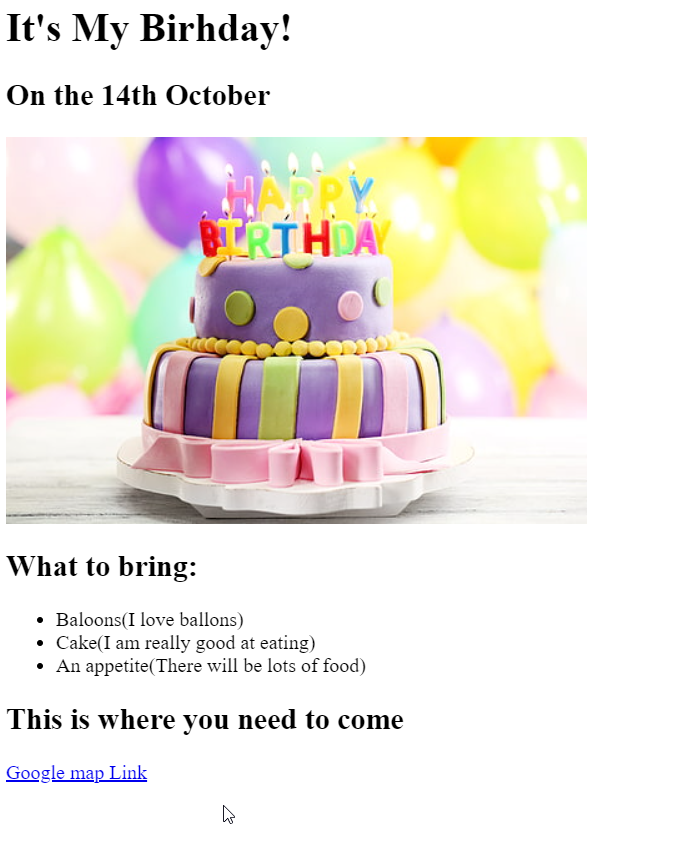 It's My Birhday!
On the 14th October
HAPPY
BIRTHDAY
What to bring:
Baloons(I love ballons)
Cake(I am really good at eating)
An appetite(There will be lots of food)
This is where you need to come
Google map Link